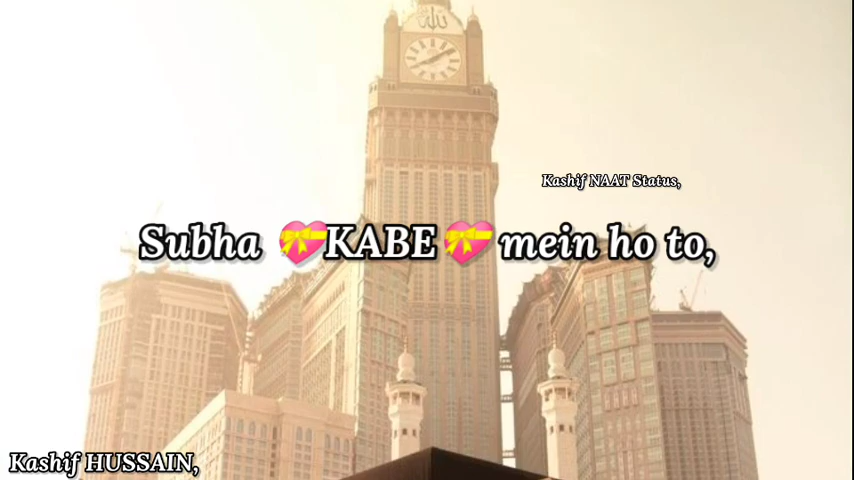 Kashif NAAT Status,
Subha 💝KABE💝 mein ho to,
Kashif HUSSAIN,